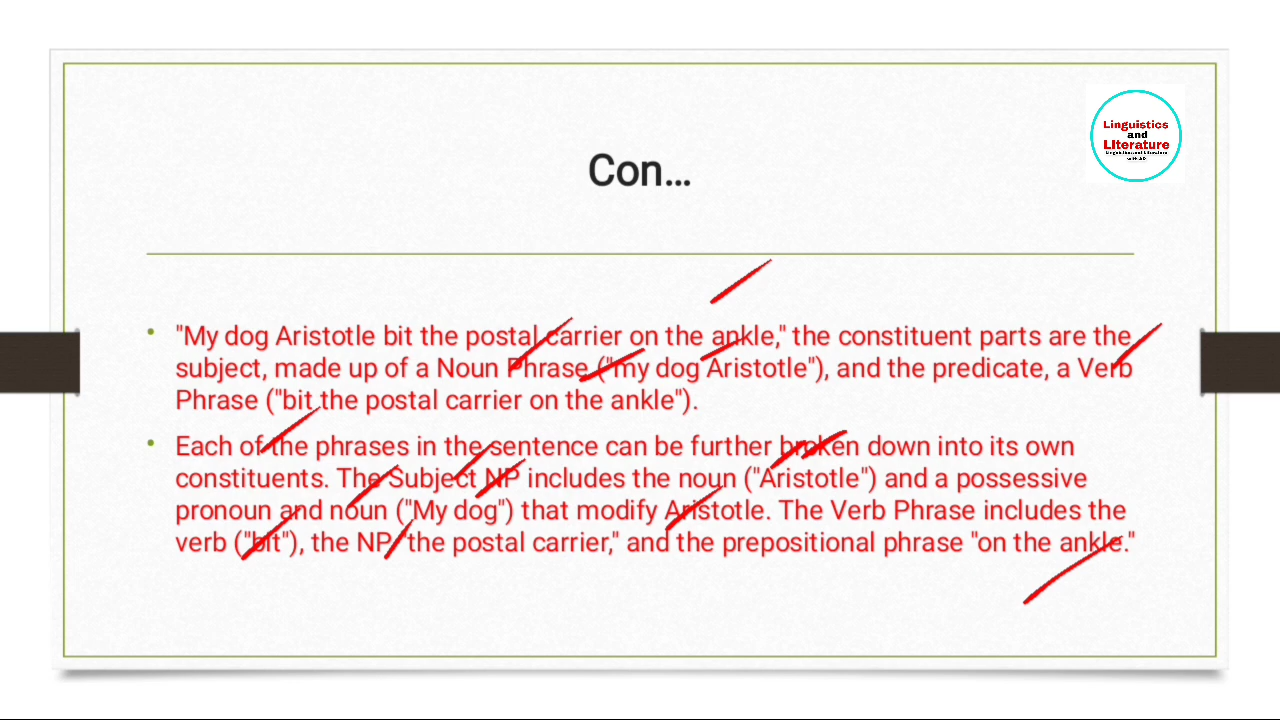 Linguistics
and
LIterature
Con...
"My dog Aristotle bit the postal carrier on the ankle," the constituent parts are the
subject, made up of a Noun Phrase ("my dog Aristotle"), and the predicate, a Verb
Phrase ("bit the postal carrier on the ankle").
Each of the phrases in the sentence can be further broken down into its own
constituents. The Subject NP includes the noun ("Aristotle") and a possessive
pronoun and noun ("My dog") that modify Aristotle. The Verb Phrase includes the
verb ("bit"), the NP "the postal carrier," and the prepositional phrase "on the ankle."